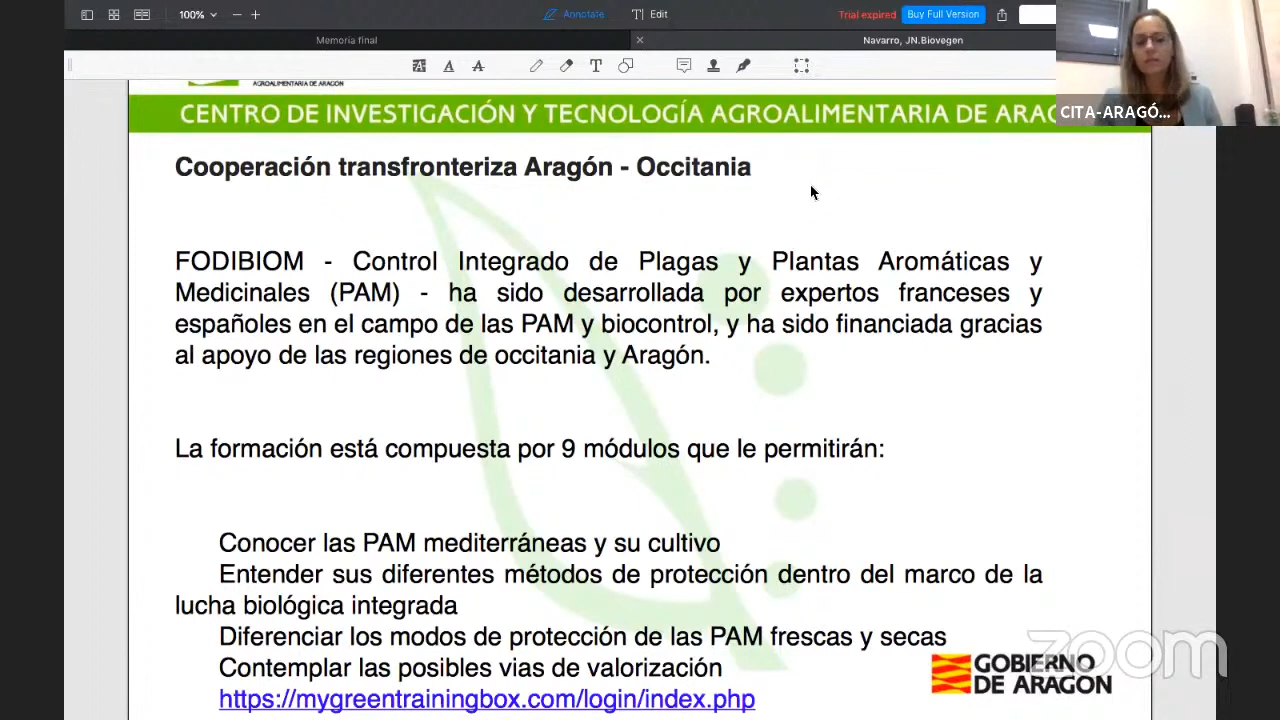 100%
Annotate
Edit
Trial expired
Buy Full Version
Memoria final
Navarro, JN.Biovegen
CITA-ARAGÓ...
AGROALIMENTARIA DE ARAGÓN
CENTRO DE INVESTIGACIÓN Y TECNOLOGÍA AGROALIMENTARIA DE ARAG
Cooperación transfronteriza Aragón - Occitania
FODIBIOM - Control Integrado de Plagas y Plantas Aromáticas y
Medicinales (PAM) - ha sido desarrollada por expertos franceses y
españoles en el campo de las PAM y biocontrol, y ha sido financiada gracias
al apoyo de las regiones de occitania y Aragón.
La formación está compuesta por 9 módulos que le permitirán:
Conocer las PAM mediterráneas y su cultivo
Entender sus diferentes métodos de protección dentro del marco de la
lucha biológica integrada
Diferenciar los modos de protección de las PAM frescas y secas
Contemplar las posibles vias de valorización
https://mygreentrainingbox.com/login/index.php
GOBIERNO
DE ARAGON
zoom